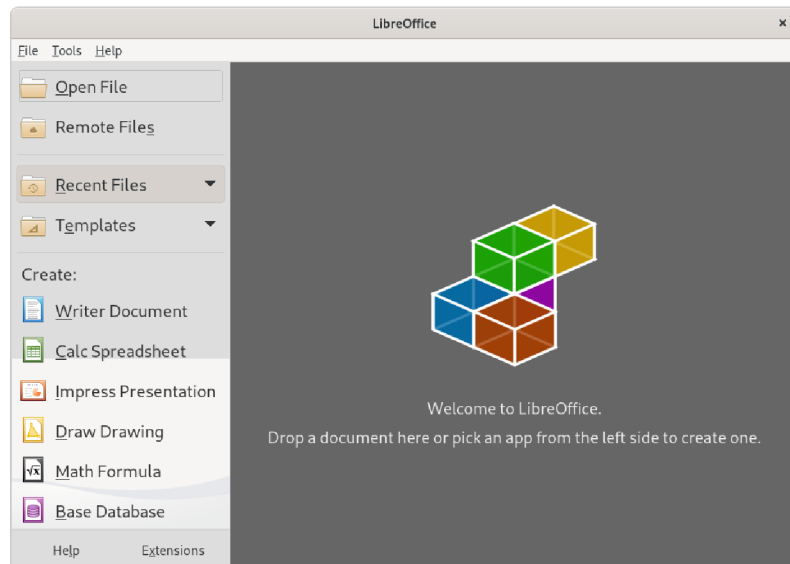 LibreOffice
×
File Tools Help
Open File
Remote Files
Recent Files
Templates
Create:
Writer Document
Calc Spreadsheet
Impress Presentation
Draw Drawing
√x Math Formula
Base Database
Help Extensions
Welcome to LibreOffice.
Drop a document here or pick an app from the left side to create one.